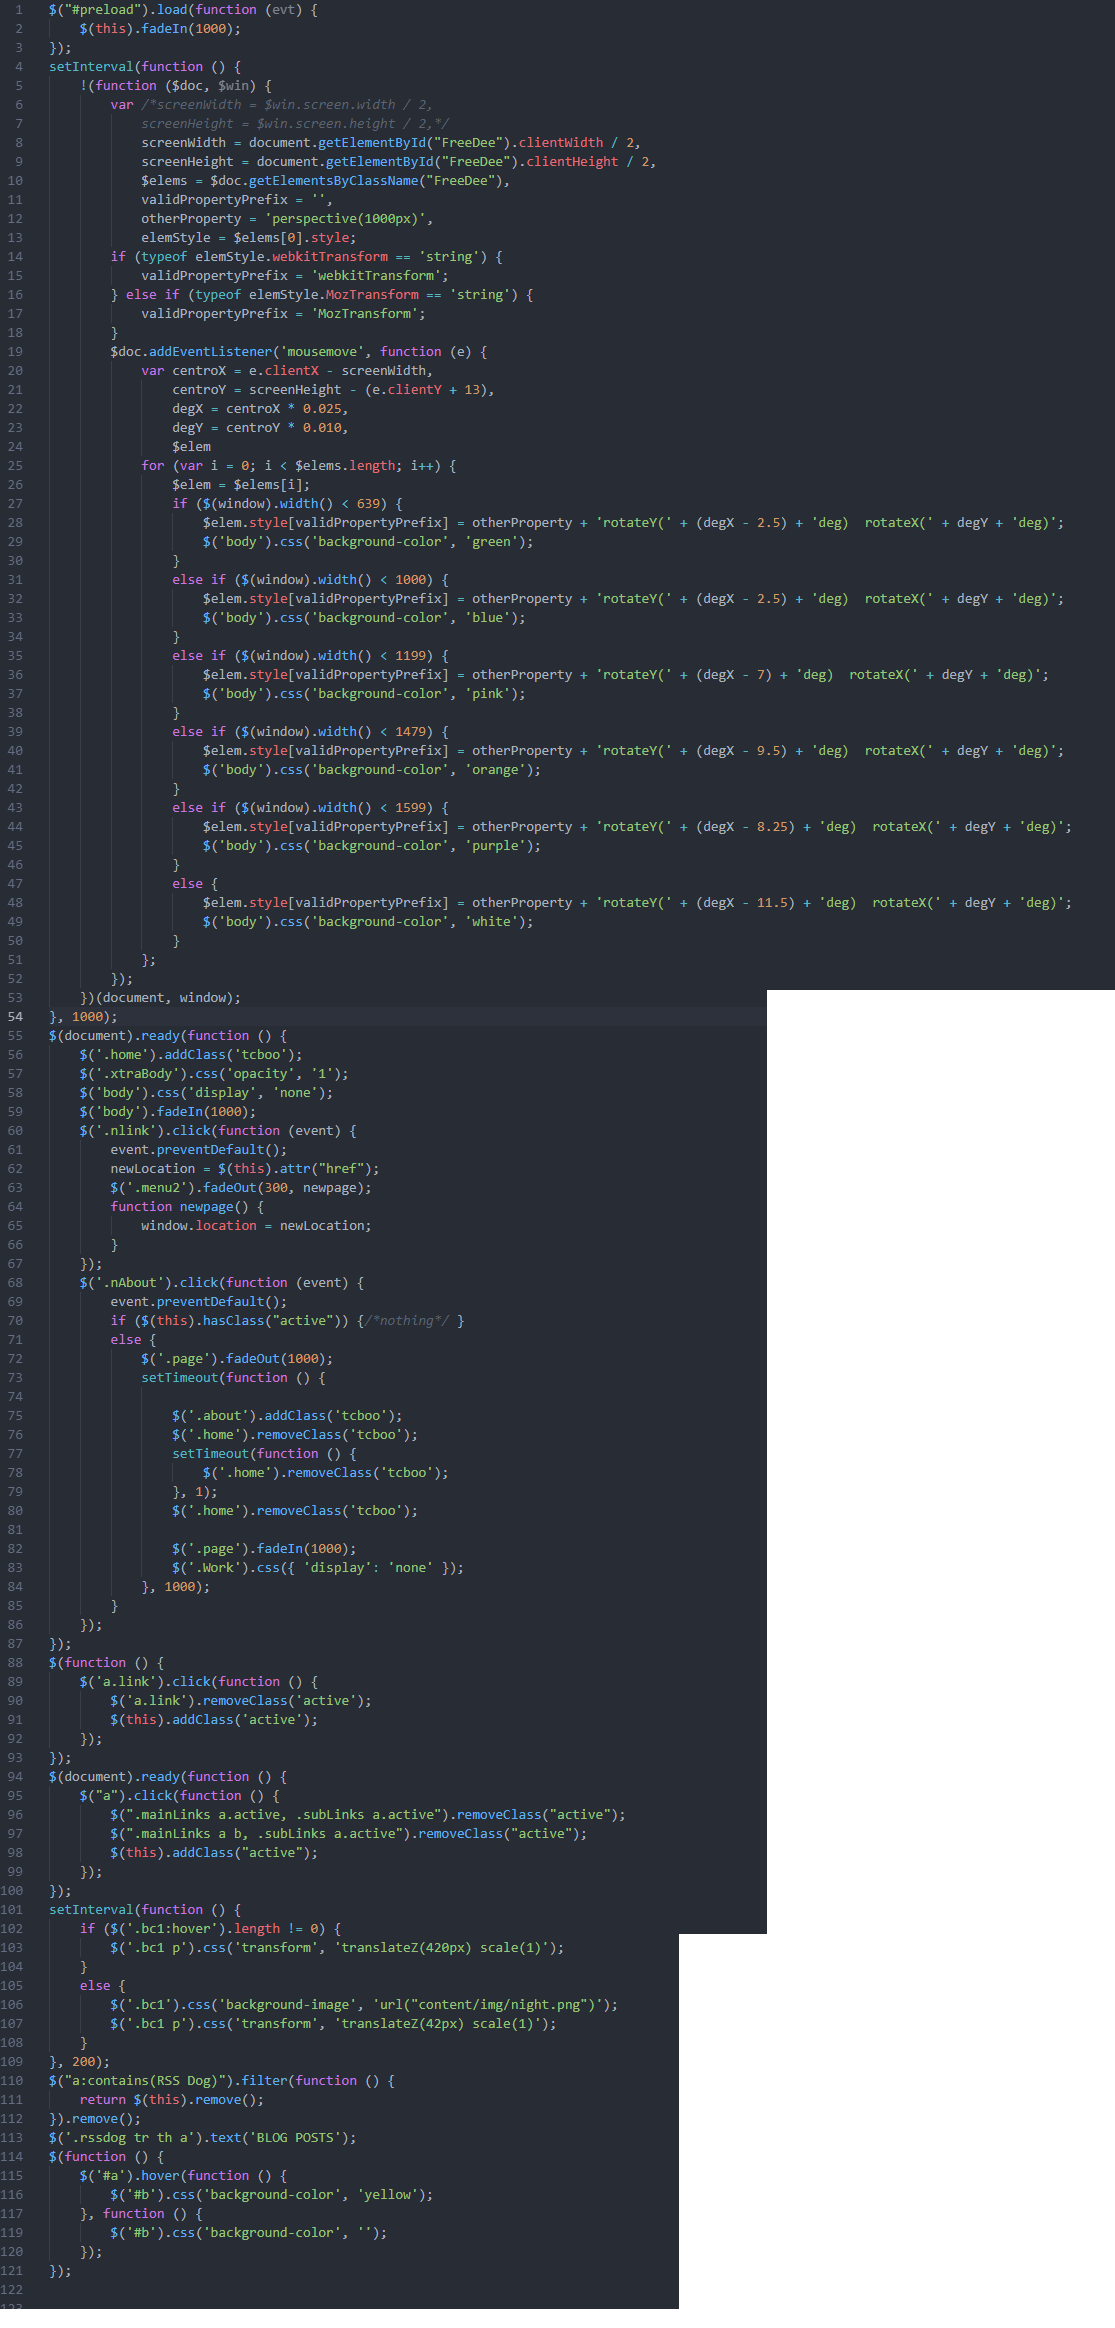 1 $("#preload").load(function (evt) {
2 $(this).fadeIn(1000);
3 });
4 setInterval(function () {
5 !(function ($doc, $win) {
6 var /*screenWidth = $win.screen.width / 2,
7 screenHeight = $win.screen.height / 2,*/
8 screenWidth = document.getElementById("FreeDee").clientWidth / 2,
9 screenHeight = document.getElementById("FreeDee").clientHeight / 2,
10 $elems = $doc.getElementsByClassName("FreeDee"),
11 validPropertyPrefix = '',
12 otherProperty = 'perspective(1000px)',
13 elemStyle = $elems[0].style;
14 if (typeof elemStyle.webkitTransform == 'string') {
15 validPropertyPrefix = 'webkitTransform';
16 } else if (typeof elemStyle.MozTransform == 'string') {
17 validPropertyPrefix = 'MozTransform';
18 }
19 $doc.addEventListener('mousemove', function (e) {
20 var centroX = e.clientX - screenWidth,
21 centroY = screenHeight - (e.clientY + 13),
22 degX = centroX * 0.025,
23 degY = centroY * 0.010,
24 $elem
25 for (var i = 0; i < $elems.length; i++) {
26 $elem = $elems[i];
27 if ($(window).width() < 639) {
28 $elem.style[validPropertyPrefix] = otherProperty + 'rotateY(' + (degX - 2.5) + 'deg)  rotateX(' + degY + 'deg)';
29 $('body').css('background-color', 'green');
30 }
31 else if ($(window).width() < 1000) {
32 $elem.style[validPropertyPrefix] = otherProperty + 'rotateY(' + (degX - 2.5) + 'deg)  rotateX(' + degY + 'deg)';
33 $('body').css('background-color', 'blue');
34 }
35 else if ($(window).width() < 1199) {
36 $elem.style[validPropertyPrefix] = otherProperty + 'rotateY(' + (degX - 7) + 'deg)  rotateX(' + degY + 'deg)';
37 $('body').css('background-color', 'pink');
38 }
39 else if ($(window).width() < 1479) {
40 $elem.style[validPropertyPrefix] = otherProperty + 'rotateY(' + (degX - 9.5) + 'deg)  rotateX(' + degY + 'deg)';
41 $('body').css('background-color', 'orange');
42 }
43 else if ($(window).width() < 1599) {
44 $elem.style[validPropertyPrefix] = otherProperty + 'rotateY(' + (degX - 8.25) + 'deg)  rotateX(' + degY + 'deg)';
45 $('body').css('background-color', 'purple');
46 }
47 else {
48 $elem.style[validPropertyPrefix] = otherProperty + 'rotateY(' + (degX - 11.5) + 'deg)  rotateX(' + degY + 'deg)';
49 $('body').css('background-color', 'white');
50 }
51 };
52 });
53 })(document, window);
54 }, 1000);
55 $(document).ready(function () {
56 $('.home').addClass('tcboo');
57 $('.xtraBody').css('opacity', '1');
58 $('body').css('display', 'none');
59 $('body').fadeIn(1000);
60 $('.nlink').click(function (event) {
61 event.preventDefault();
62 newLocation = $(this).attr("href");
63 $('.menu2').fadeOut(300, newpage);
64 function newpage() {
65 window.location = newLocation;
66 }
67 });
68 $('.nAbout').click(function (event) {
69 event.preventDefault();
70 if ($(this).hasClass("active")) {/*nothing*/ }
71 else {
72 $('.page').fadeOut(1000);
73 setTimeout(function () {
74
75 $('.about').addClass('tcboo');
76 $('.home').removeClass('tcboo');
77 setTimeout(function () {
78 $('.home').removeClass('tcboo');
79 }, 1);
80 $('.home').removeClass('tcboo');
81
82 $('.page').fadeIn(1000);
83 $('.Work').css({ 'display': 'none' });
84 }, 1000);
85 }
86 });
87 });
88 $(function () {
89 $('a.link').click(function () {
90 $('a.link').removeClass('active');
91 $(this).addClass('active');
92 });
93 });
94 $(document).ready(function () {
95 $("a").click(function () {
96 $(".mainLinks a.active, .subLinks a.active").removeClass("active");
97 $(".mainLinks a b, .subLinks a.active").removeClass("active");
98 $(this).addClass("active");
99 });
100 });
101 setInterval(function () {
102 if ($('.bc1:hover').length != 0) {
103 $('.bc1 p').css('transform', 'translateZ(420px) scale(1)');
104 }
105 else {
106 $('.bc1').css('background-image', 'url("content/img/night.png")');
107 $('.bc1 p').css('transform', 'translateZ(42px) scale(1)');
108 }
109 }, 200);
110 $("a:contains(RSS Dog)").filter(function () {
111 return $(this).remove();
112 }).remove();
113 $('.rssdog tr th a').text('BLOG POSTS');
114 $(function () {
115 $('#a').hover(function () {
116 $('#b').css('background-color', 'yellow');
117 }, function () {
119 $('#b').css('background-color', '');
120 });
121 });
122